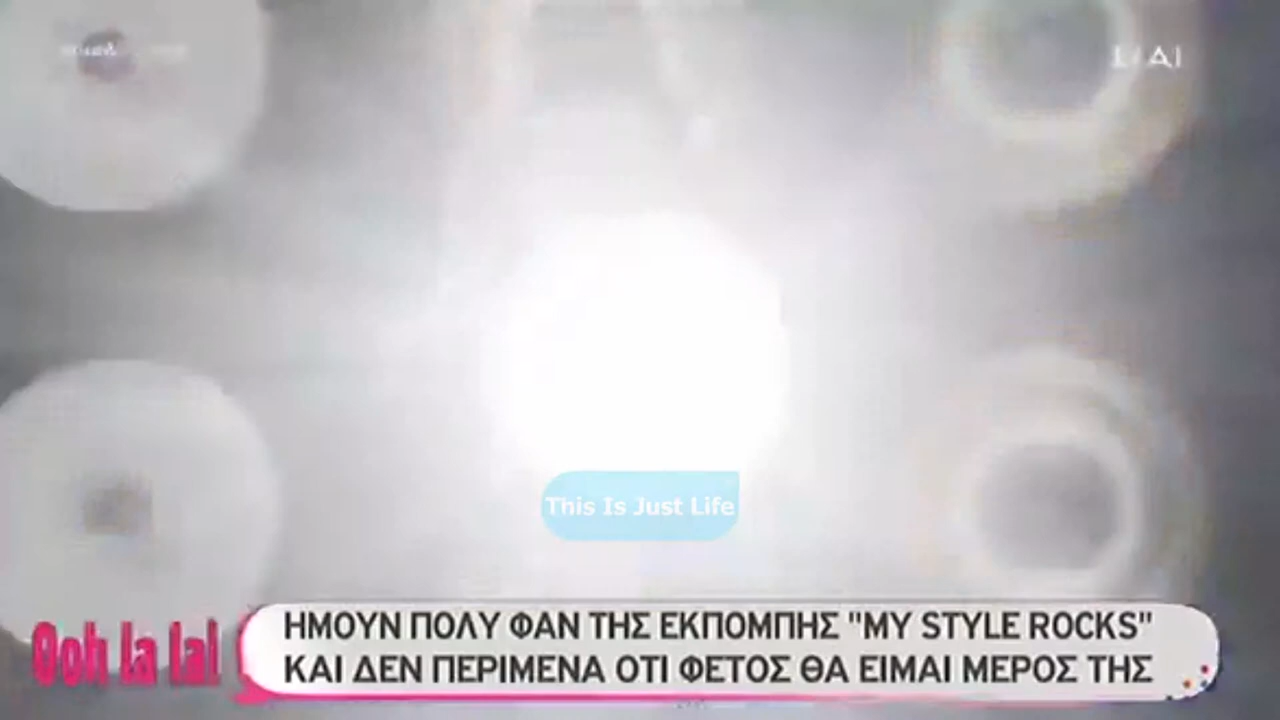 This Is Just Life
Ooh la la!
ΗΜΟΥΝ ΠΟΛΥ ΦΑΝ ΤΗΣ ΕΚΠΟΜΠΗΣ "MY STYLE ROCKS"
ΚΑΙ ΔΕΝ ΠΕΡΙΜΕΝΑ ΟΤΙ ΦΕΤΟΣ ΘΑ ΕΙΜΑΙ ΜΕΡΟΣ ΤΗΣ